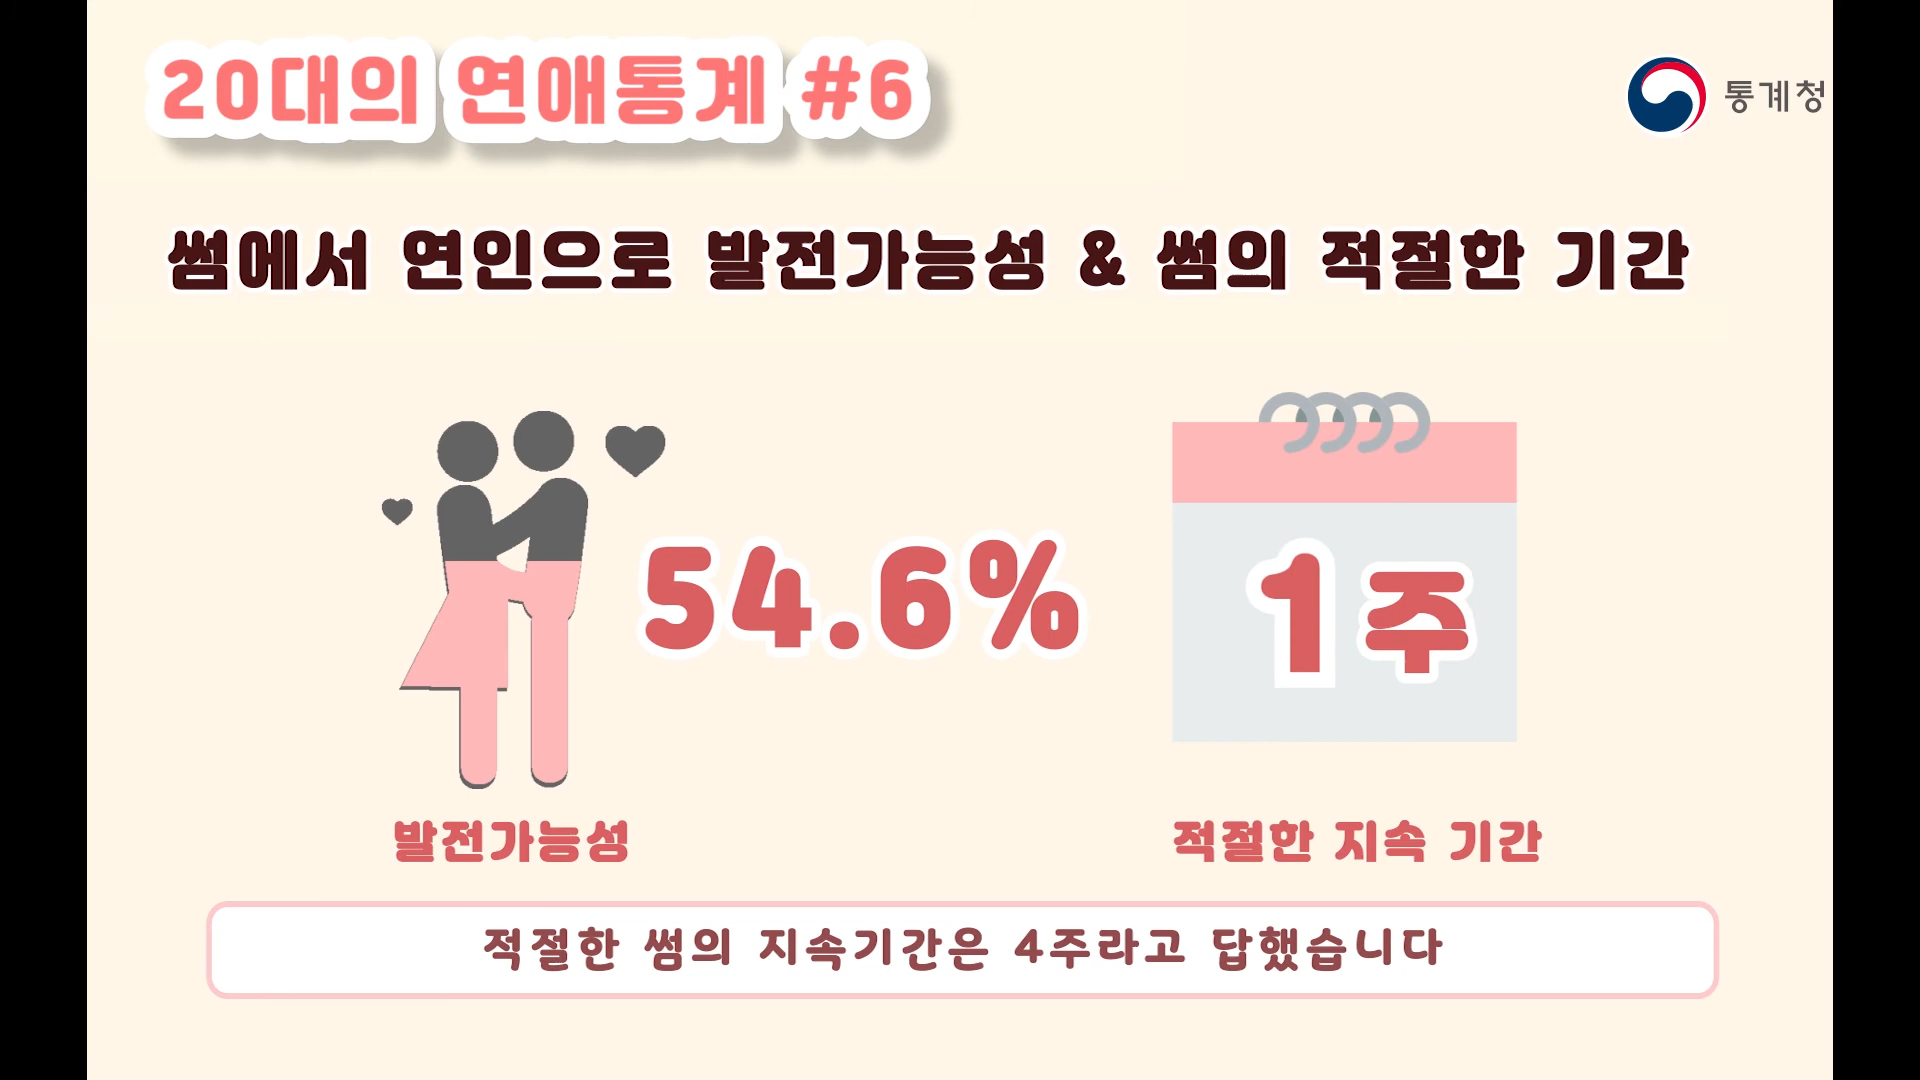 20대의 연애통계 #6
통계청
썸에서 연인으로 발전가능성 & 썸의 적절한 기간
54.6%
1주
발전가능성
적절한 지속 기간
적절한 썸의 지속기간은 4주라고 답했습니다